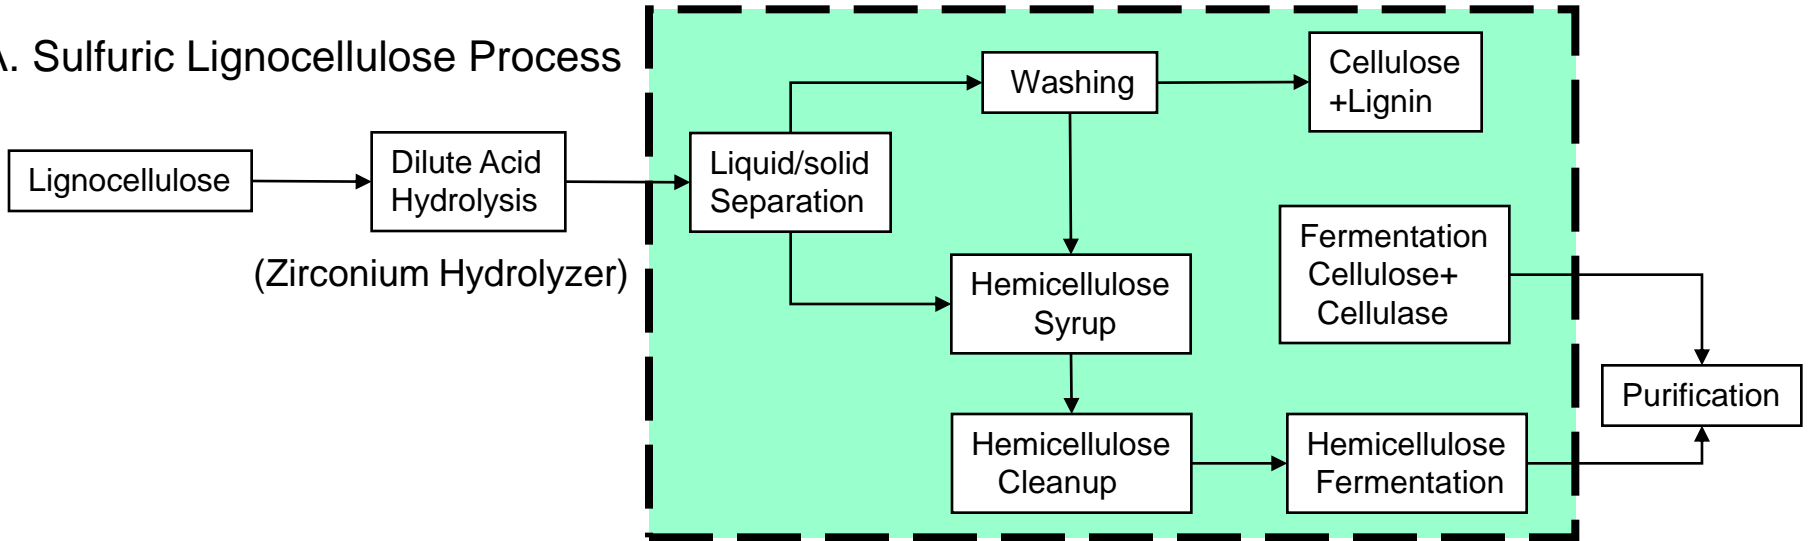 A. Sulfuric Lignocellulose Process
Lignocellulose
Dilute Acid
Hydrolysis
(Zirconium Hydrolyzer)
Liquid/solid
Separation
Washing
Cellulose
+Lignin
Hemicellulose
Syrup
Fermentation
Cellulose+
Cellulase
Hemicellulose
Cleanup
Hemicellulose
Fermentation
Purification